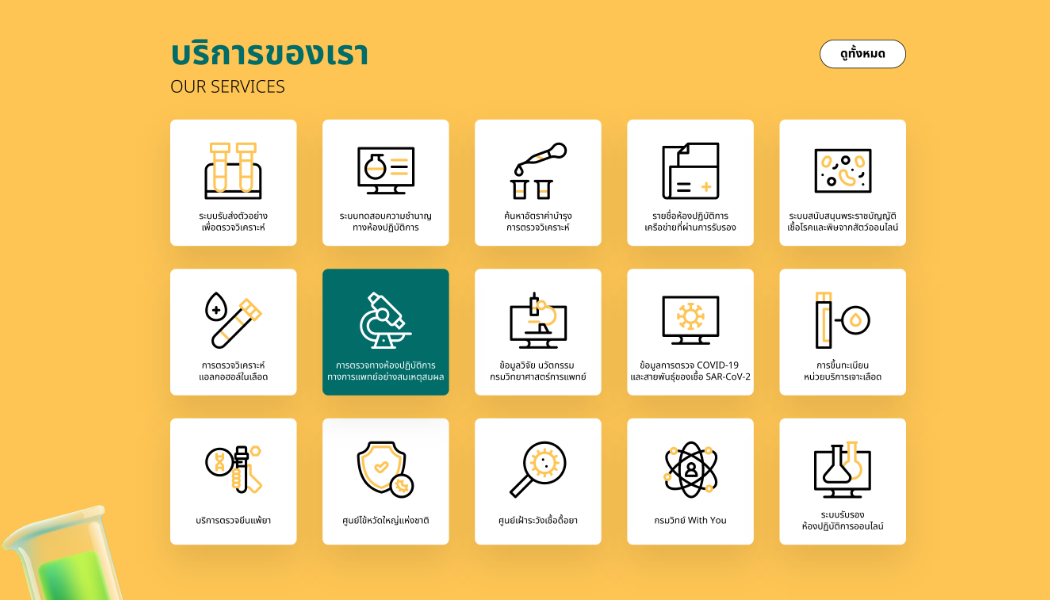 บริการของเรา
OUR SERVICES
ดูทั้งหมด
ระบบรับส่งตัวอย่าง
เพื่อตรวจวิเคราะห์
ระบบทดสอบความชำนาญ
ทางห้องปฏิบัติการ
ค้นหาอัตราค่าบำรุง
การตรวจวิเคราะห์
รายชื่อห้องปฏิบัติการ
เครือข่ายที่ผ่านการรับรอง
ระบบสนับสนุนพระราชบัญญัติ
เชื้อโรคและพิษจากสัตว์ออนไลน์
การตรวจวิเคราะห์
แอลกอฮอล์ในเลือด
การตรวจทางห้องปฏิบัติการ
ทางการแพทย์อย่างสมเหตุสมผล
ข้อมูลวิจัย นวัตกรรม
กรมวิทยาศาสตร์การแพทย์
ข้อมูลการตรวจ COVID-19
และสายพันธุ์ของเชื้อ SAR-CoV-2
การขึ้นทะเบียน
หน่วยบริการเจาะเลือด
บริการตรวจยีนแพ้ยา
ศูนย์ไข้หวัดใหญ่แห่งชาติ
ศูนย์เฝ้าระวังเชื้อดื้อยา
กรมวิทย์ With You
ระบบรับรอง
ห้องปฏิบัติการออนไลน์